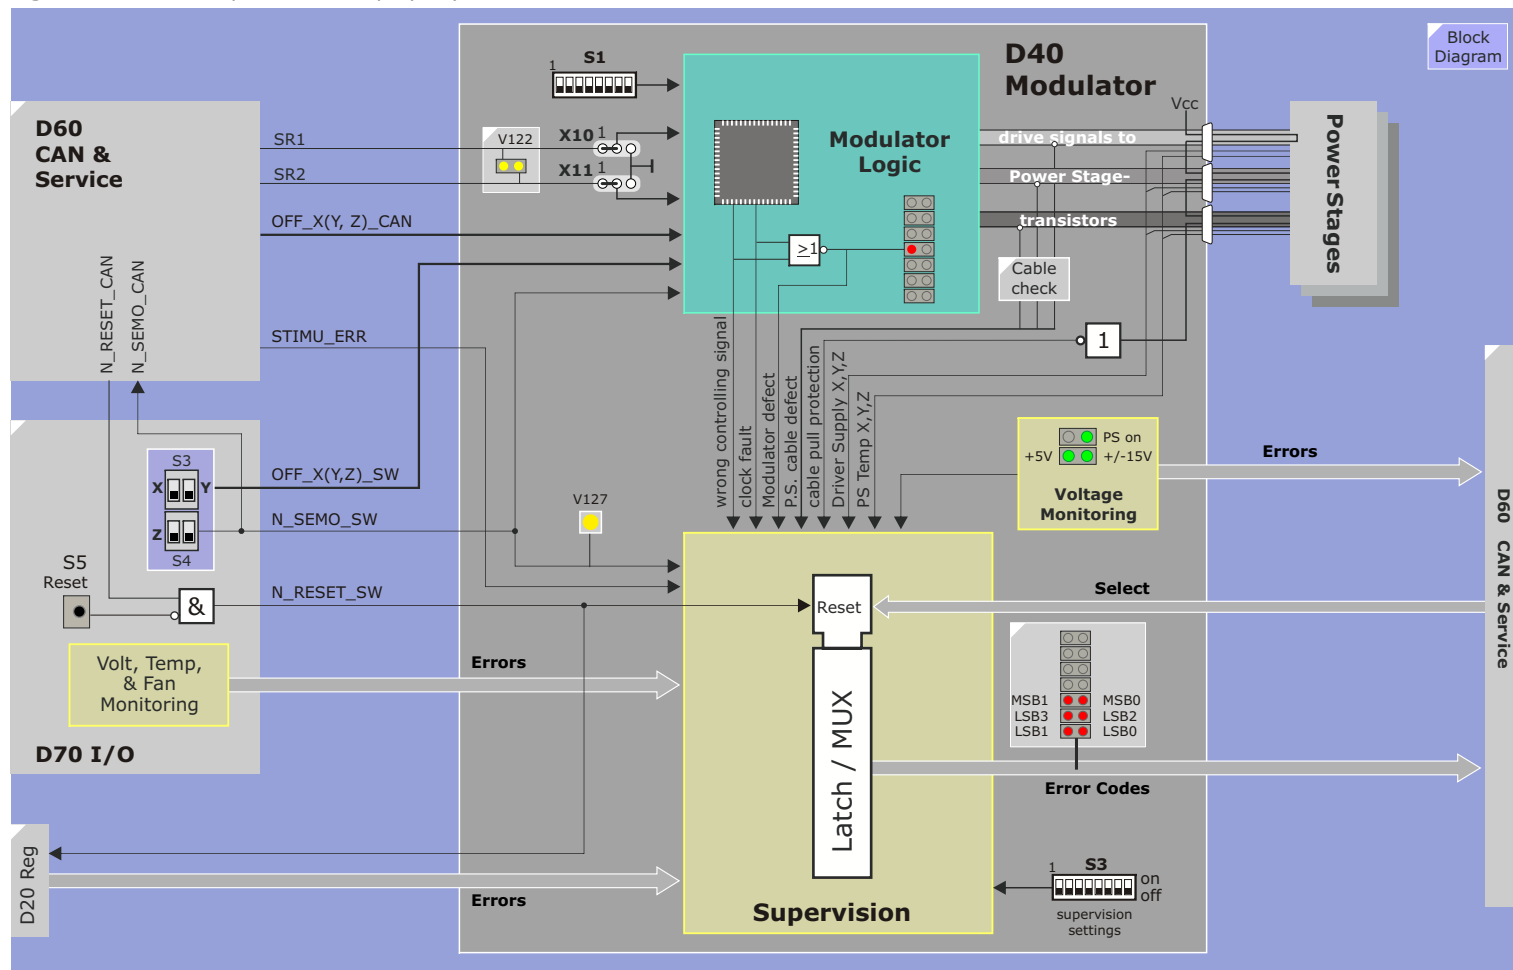 Block
Diagram
D40
Modulator
S1
1
D60
CAN &
Service
SR1
SR2
V122
X10
1
X11
1
Modulator
Logic
≥1
drive signals to
Power Stage-
transistors
Vcc
Power Stages
OFF_X(Y, Z)_CAN
N_RESET_CAN
N_SEMO_CAN
STIMU_ERR
Cable
check
1
wrong controlling signal
clock fault
Modulator defect
P.S. cable defect
cable pull protection
Driver Supply X,Y,Z
PS Temp X,Y,Z
PS on
+5V
+/-15V
Voltage
Monitoring
Errors
S3
X
Y
Z
S4
OFF_X(Y,Z)_SW
N_SEMO_SW
V127
S5
Reset
&
N_RESET_SW
Reset
Select
D60 CAN & Service
Volt, Temp,
& Fan
Monitoring
Errors
D70 I/O
Latch / MUX
MSB1
MSB0
LSB3
LSB2
LSB1
LSB0
Error Codes
D20 Reg
Errors
Supervision
1
S3
on
off
supervision
settings